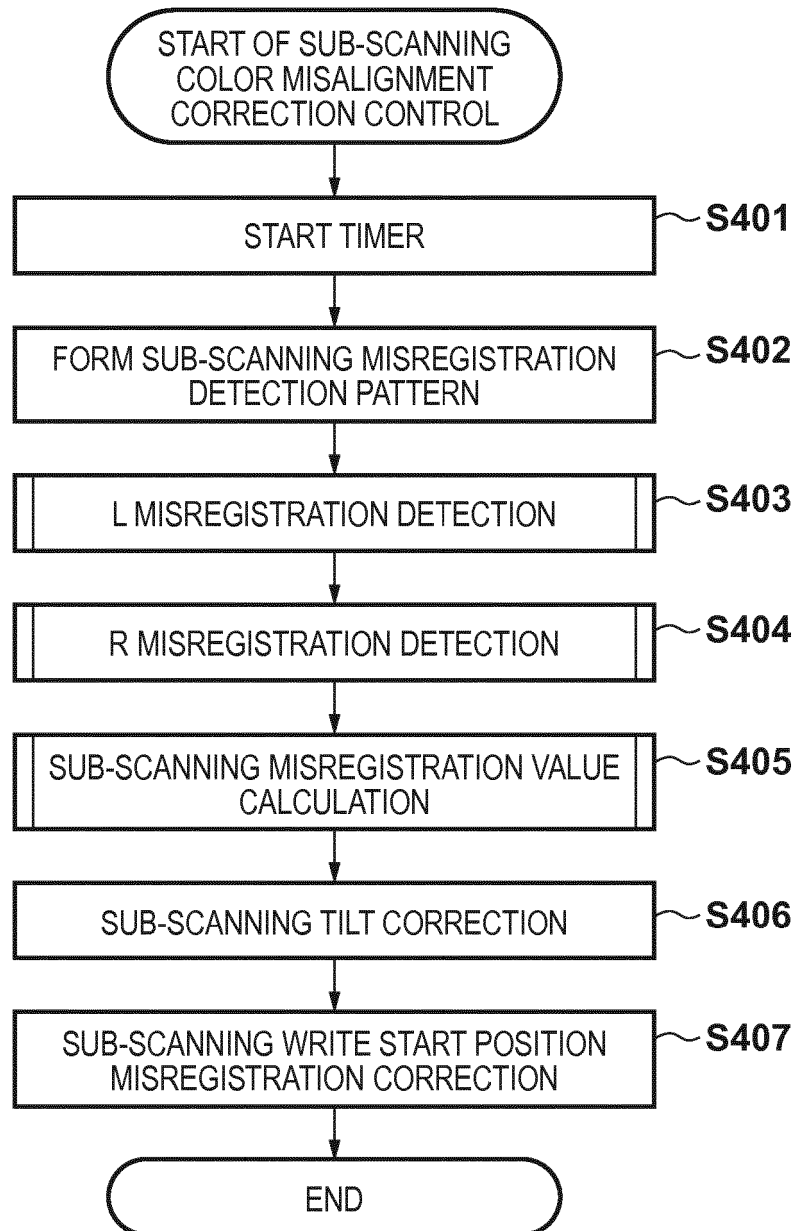 START OF SUB-SCANNING
COLOR MISALIGNMENT
CORRECTION CONTROL
START TIMER
S401
FORM SUB-SCANNING MISREGISTRATION
DETECTION PATTERN
S402
L MISREGISTRATION DETECTION
S403
R MISREGISTRATION DETECTION
S404
SUB-SCANNING MISREGISTRATION VALUE
CALCULATION
S405
SUB-SCANNING TILT CORRECTION
S406
SUB-SCANNING WRITE START POSITION
MISREGISTRATION CORRECTION
S407
END